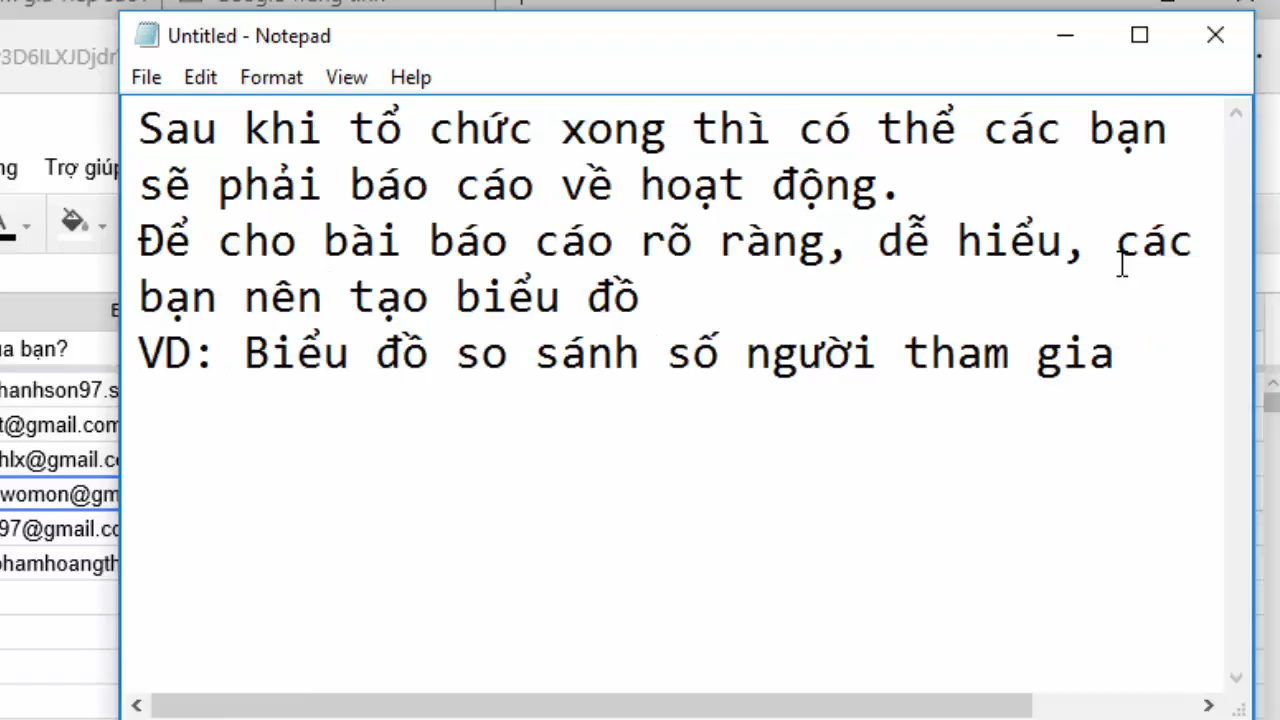 Untitled - Notepad
File Edit Format View Help
Trợ giúp
Sau khi tổ chức xong thì có thể các bạn
sẽ phải báo cáo về hoạt động.
Để cho bài báo cáo rõ ràng, dễ hiểu, các
bạn nên tạo biểu đồ
VD: Biểu đồ so sánh số người tham gia
bạn?
hanhson97.s
t@gmail.com
hlx@gmail.c
womon@gm
97@gmail.co
phamhoangth